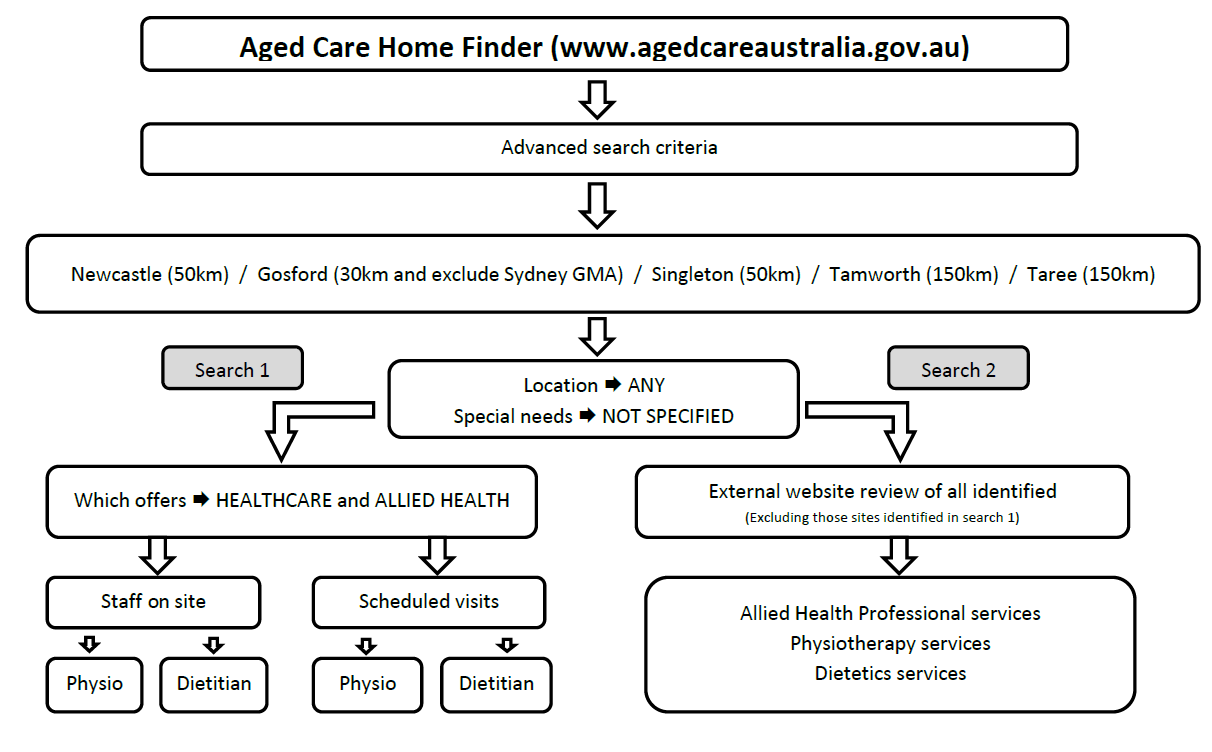 Aged Care Home Finder (www.agedcareaustralia.gov.au)
Advanced search criteria
Newcastle (50km) / Gosford (30km and exclude Sydney GMA) / Singleton (50km) / Tamworth (150km) / Taree (150km)
Search 1
Search 2
Location 🡺 ANY
Special needs 🡺 NOT SPECIFIED
Which offers 🡺 HEALTHCARE and ALLIED HEALTH
External website review of all identified
(Excluding those sites identified in search 1)
Staff on site
Scheduled visits
Allied Health Professional services
Physiotherapy services
Dietetics services
Physio
Dietitian
Physio
Dietitian